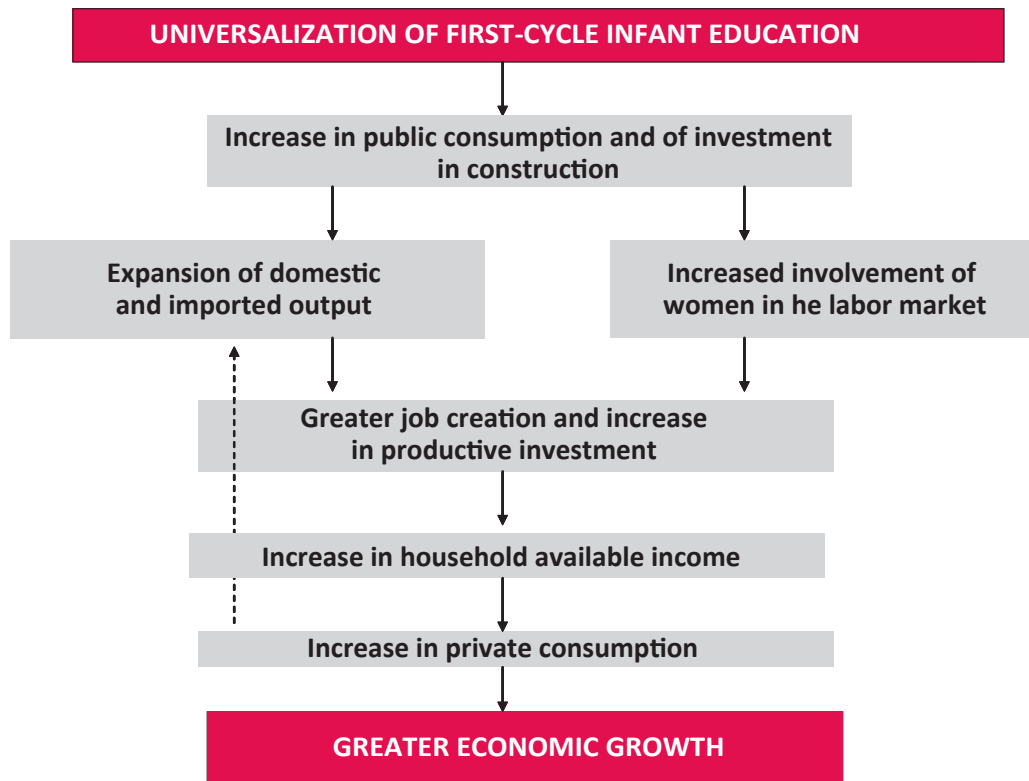 UNIVERSALIZATION OF FIRST-CYCLE INFANT EDUCATION
Increase in public consumption and of investment
in construction
Expansion of domestic
and imported output
Increased involvement of
women in he labor market
Greater job creation and increase
in productive investment
Increase in household available income
Increase in private consumption
GREATER ECONOMIC GROWTH